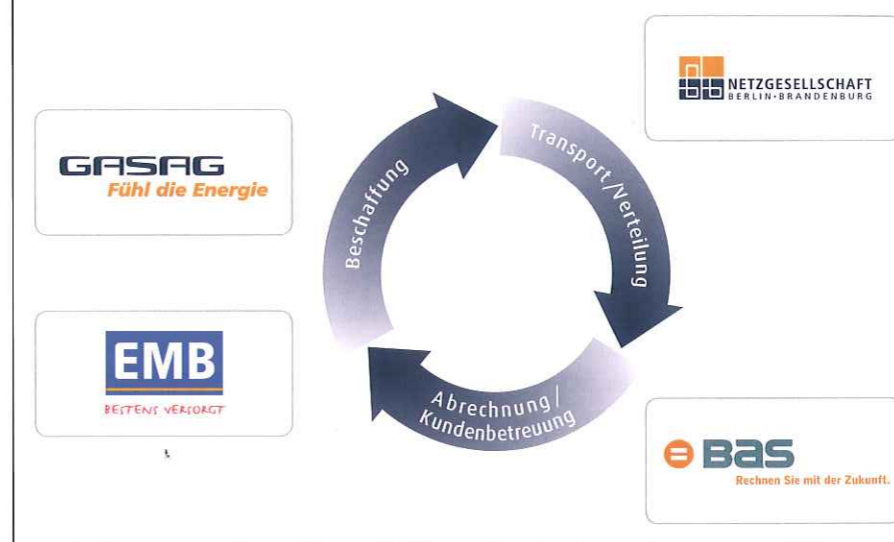 NETZGESELLSCHAFT
BERLIN-BRANDENBURG
GASAG
Fühl die Energie
Beschaffung
Transport/Verteilung
EMB
BESTENS VERSORGT
Abrechnung/
Kundenbetreuung
BAS
Rechnen Sie mit der Zukunft.